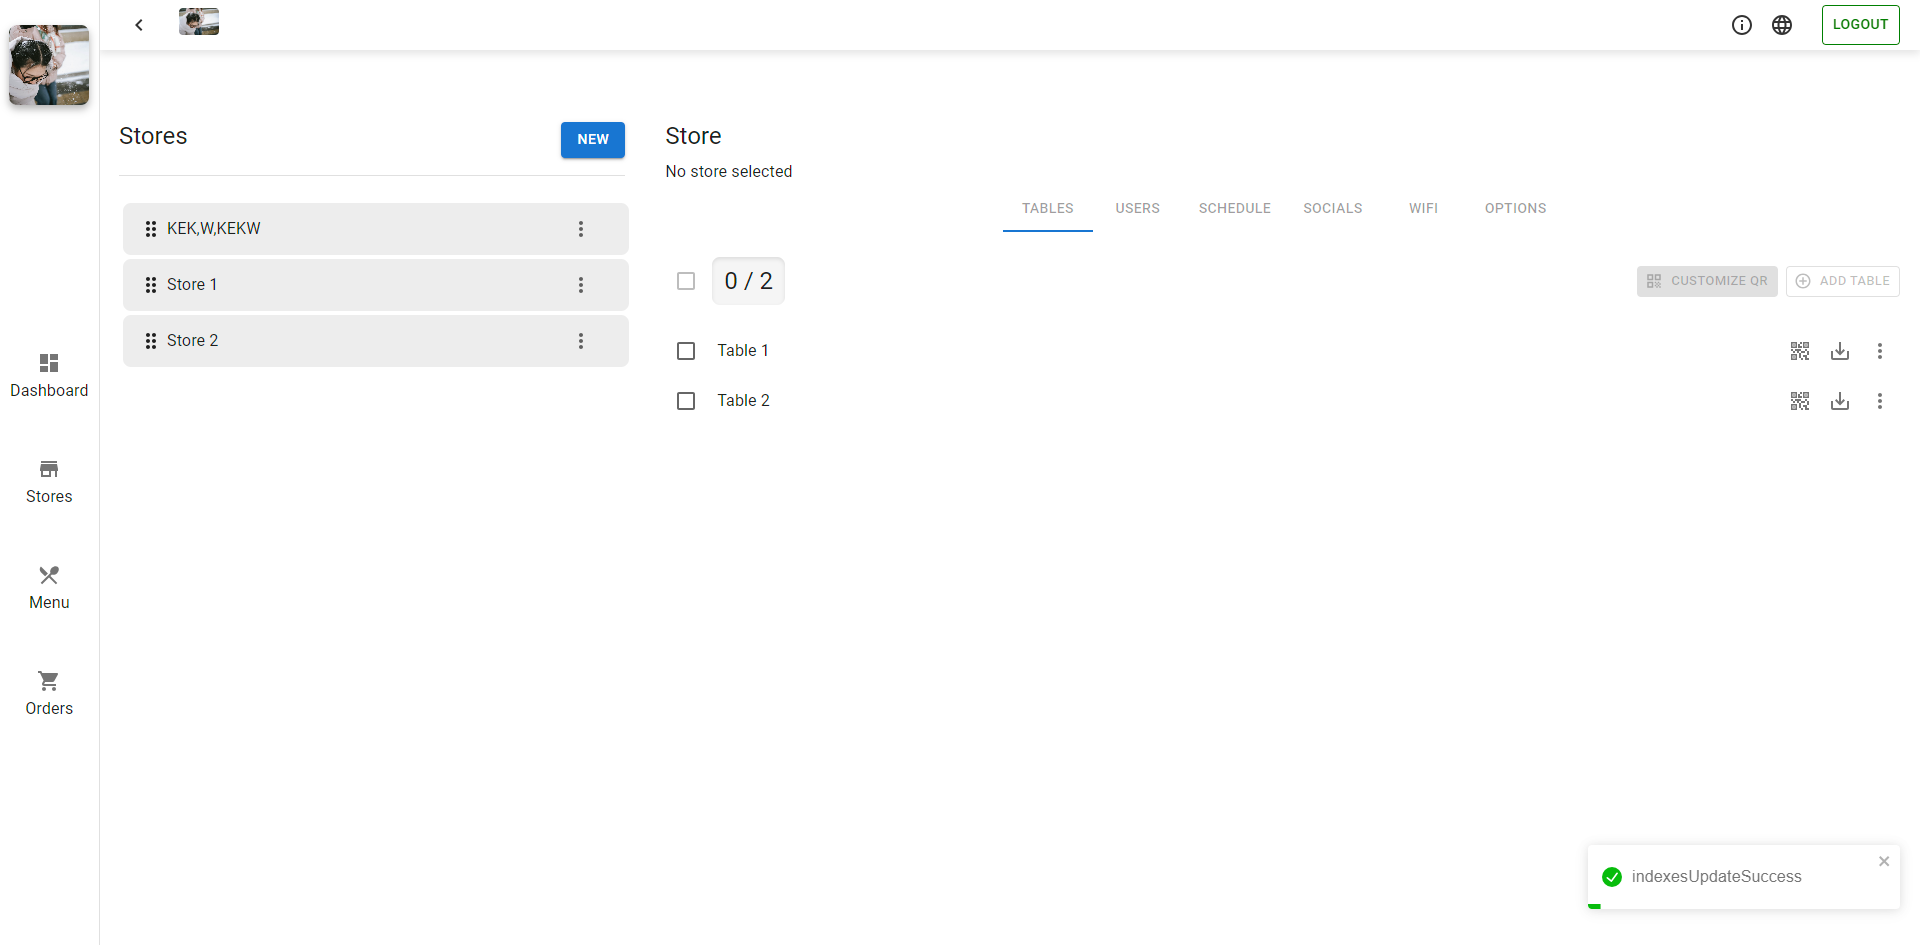 LOGOUT
Stores
NEW
Store
No store selected
KEK,W,KEKW
Store 1
Store 2
TABLES
USERS
SCHEDULE
SOCIALS
WIFI
OPTIONS
0 / 2
CUSTOMIZE QR
ADD TABLE
Table 1
Table 2
Dashboard
Stores
Menu
Orders
indexesUpdateSuccess